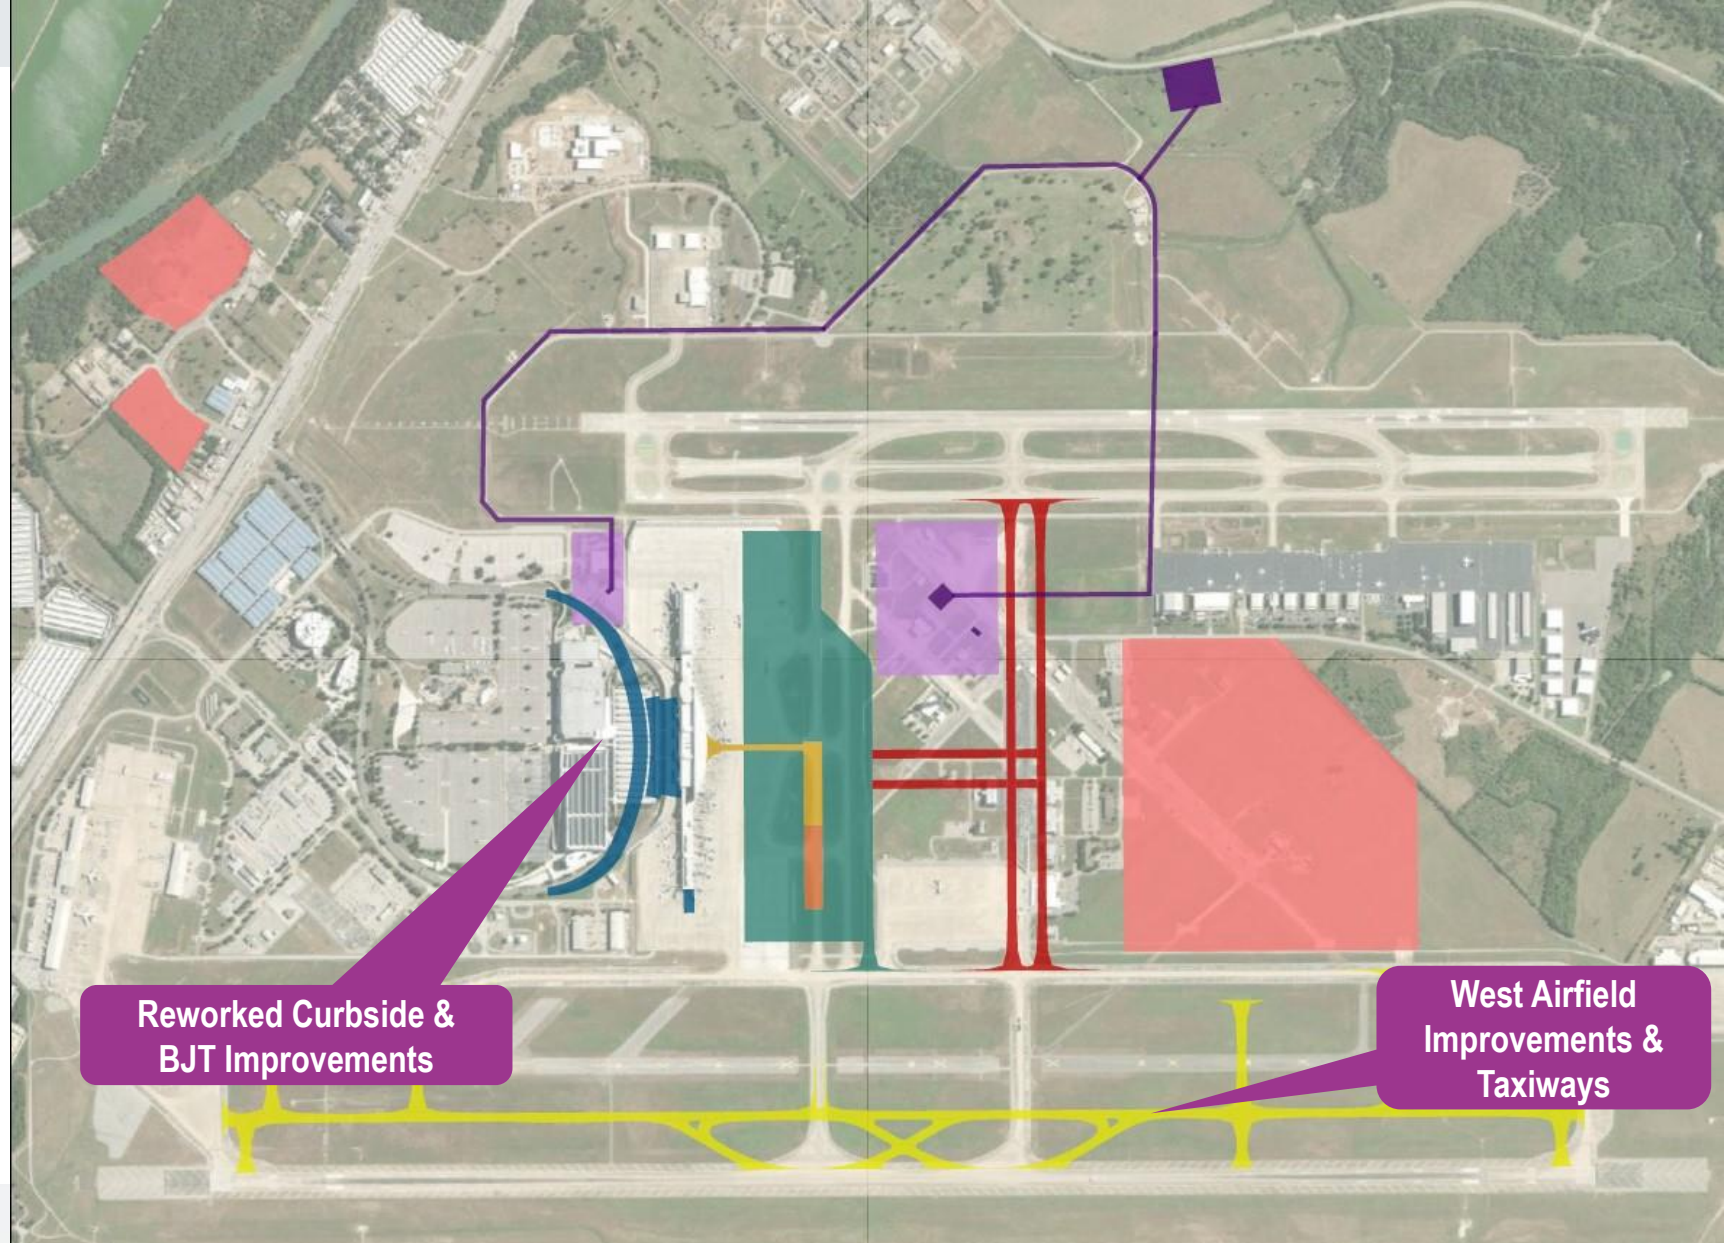 Reworked Curbside &
BJT Improvements
West Airfield
Improvements &
Taxiways